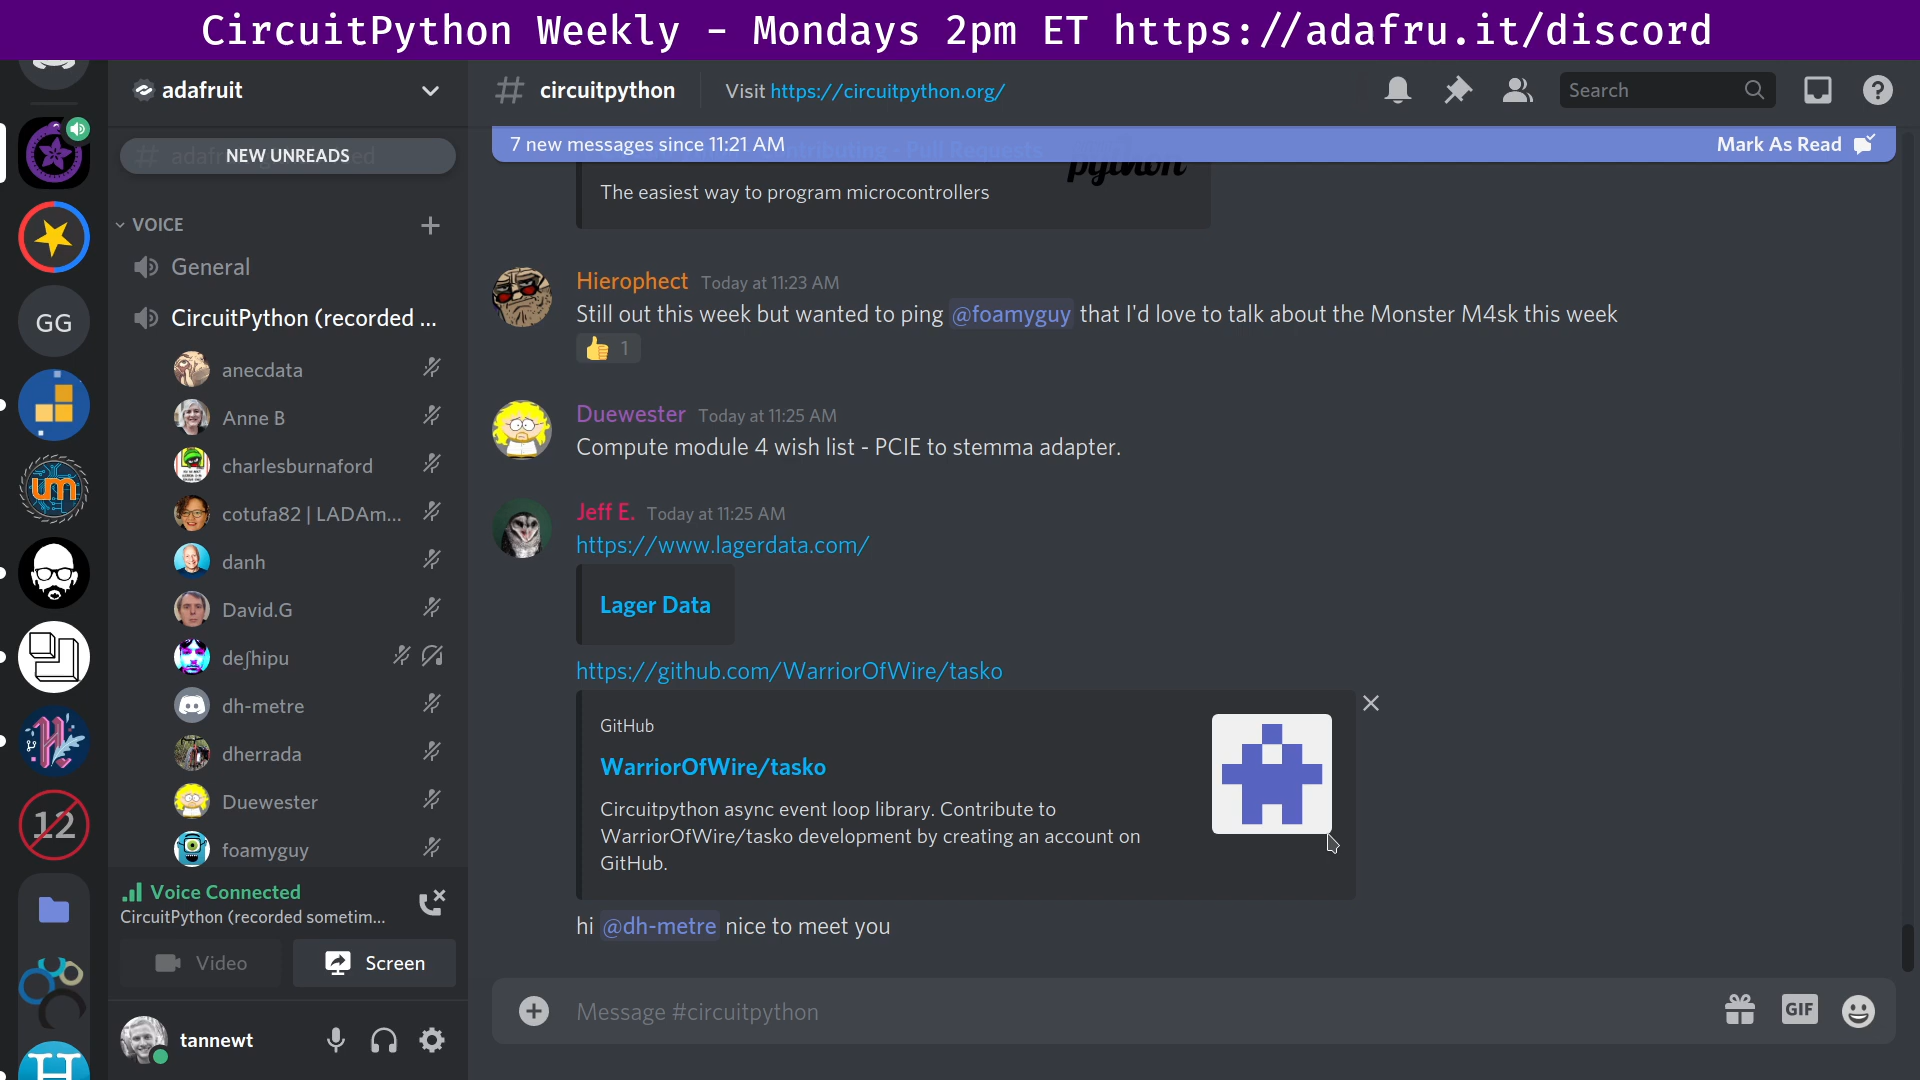 CircuitPython Weekly – Mondays 2pm ET https://adafru.it/discord
adafruit
NEW UNREADS
VOICE
General
CircuitPython (recorded ...
anecdata
Anne B
charlesburnaford
cotufa82 | LADAm...
danh
David.G
deʃhipu
dh-metre
dherrada
Duewester
foamyguy
Voice Connected
CircuitPython (recorded sometim...
Video
Screen
tannewt
GG
um
12
H
# circuitpython
Visit https://circuitpython.org/
Search
7 new messages since 11:21 AM
Mark As Read
python
The easiest way to program microcontrollers
Hierophect Today at 11:23 AM
Still out this week but wanted to ping @foamyguy that I'd love to talk about the Monster M4sk this week
1
Duewester Today at 11:25 AM
Compute module 4 wish list - PCIE to stemma adapter.
Jeff E. Today at 11:25 AM
https://www.lagerdata.com/
Lager Data
https://github.com/WarriorOfWire/tasko
GitHub
WarriorOfWire/tasko
Circuitpython async event loop library. Contribute to
WarriorOfWire/tasko development by creating an account on
GitHub.
hi @dh-metre nice to meet you
Message #circuitpython
GIF